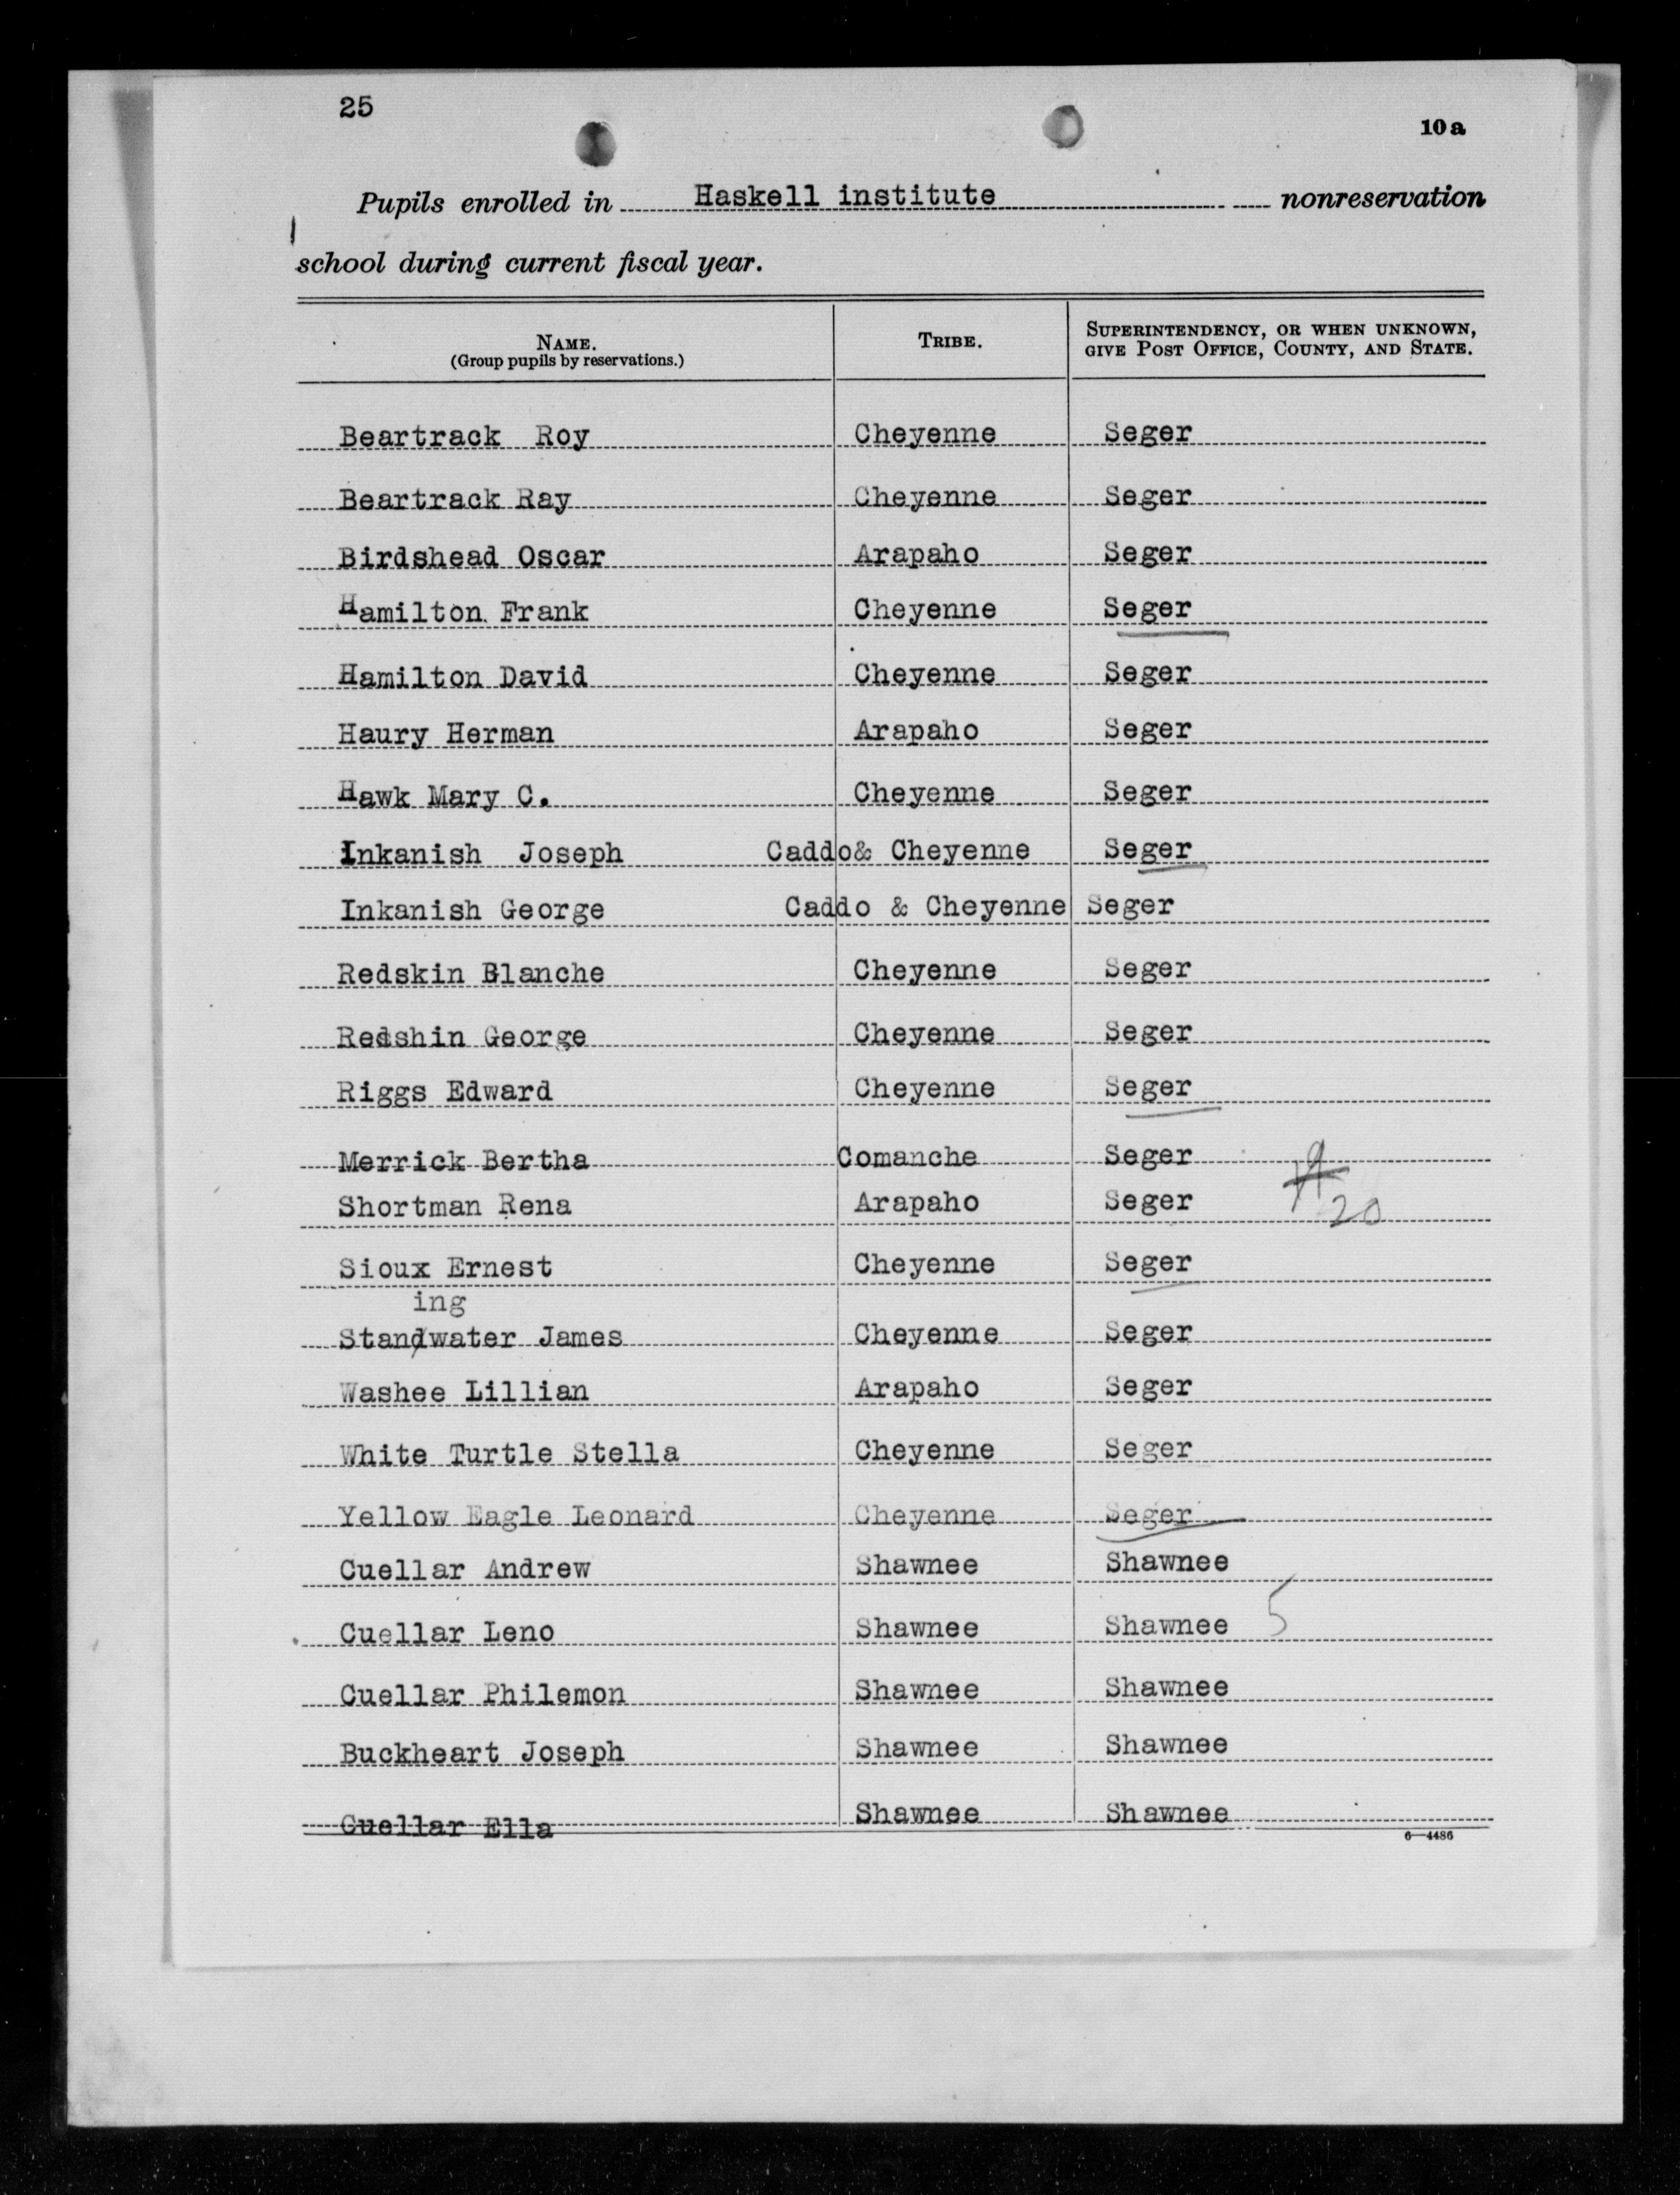 25
10a
Pupils enrolled in Haskell institute nonreservation
school during current fiscal year.
NAME. (Group pupils by reservations.) TRIBE. SUPERINTENDENCY, OR WHEN UNKNOWN, GIVE POST OFFICE, COUNTY, AND STATE.
Beartrack Roy Cheyenne Seger
Beartrack Ray Cheyenne Seger
Birdshead Oscar Arapaho Seger
Hamilton Frank Cheyenne Seger
Hamilton David Cheyenne Seger
Haury Herman Arapaho Seger
Hawk Mary C. Cheyenne Seger
Inkanish Joseph Caddo& Cheyenne Seger
Inkanish George Caddo & Cheyenne Seger
Redskin Blanche Cheyenne Seger
Redshin George Cheyenne Seger
Riggs Edward Cheyenne Seger
Merrick Bertha Comanche Seger 19
Shortman Rena Arapaho Seger 20
Sioux Ernest Cheyenne Seger
ing
Standwater James Cheyenne Seger
Washee Lillian Arapaho Seger
White Turtle Stella Cheyenne Seger
Yellow Eagle Leonard Cheyenne Seger
Cuellar Andrew Shawnee Shawnee
Cuellar Leno Shawnee Shawnee 5
Cuellar Philemon Shawnee Shawnee
Buckheart Joseph Shawnee Shawnee
Cuellar Ella Shawnee Shawnee
6—4486